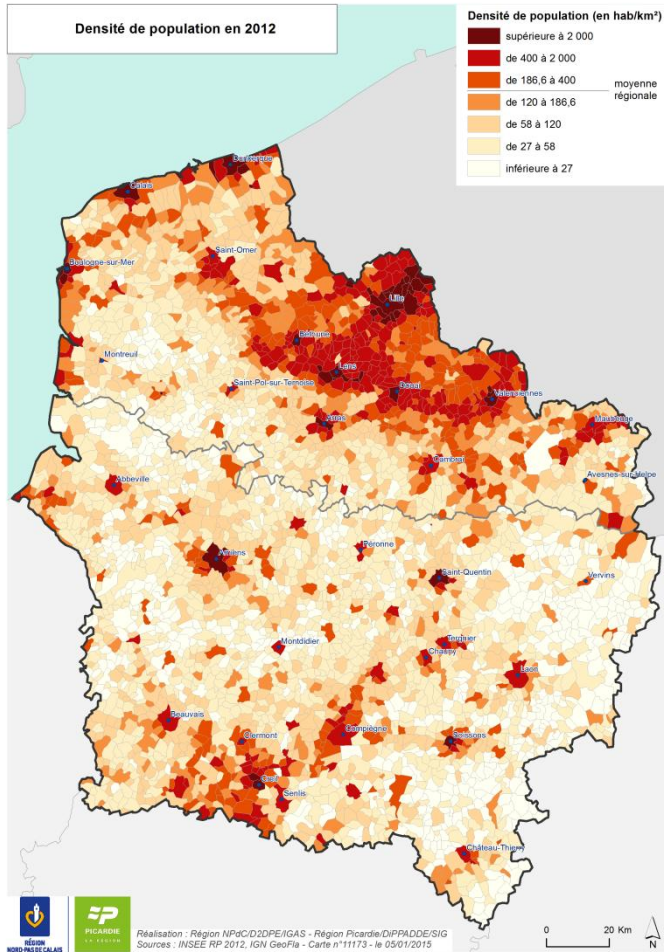 Densité de population en 2012
Densité de population (en hab/km²)
supérieure à 2 000
de 400 à 2 000
de 186,6 à 400
moyenne
régionale
de 120 à 186,6
de 58 à 120
de 27 à 58
inférieure à 27
Dunkerque
Calais
Saint-Omer
Boulogne-sur-Mer
Lille
Béthune
Montreuil
Lens
Saint-Pol-sur-Ternoise
Douai
Valenciennes
Arras
Maubeuge
Cambrai
Abbeville
Avesnes-sur-Helpe
Péronne
Amiens
Saint-Quentin
Vervins
Montdidier
Tergnier
Chauny
Laon
Beauvais
Clermont
Compiègne
Soissons
Creil
Senlis
Château-Thierry
RÉGION
NORD-PAS DE CALAIS
PICARDIE
LA RÉGION
Réalisation : Région NPdC/D2DPE/IGAS - Région Picardie/DiPPADDE/SIG
Sources : INSEE RP 2012, IGN GeoFla - Carte n°11173 - le 05/01/2015
0 20 Km
N